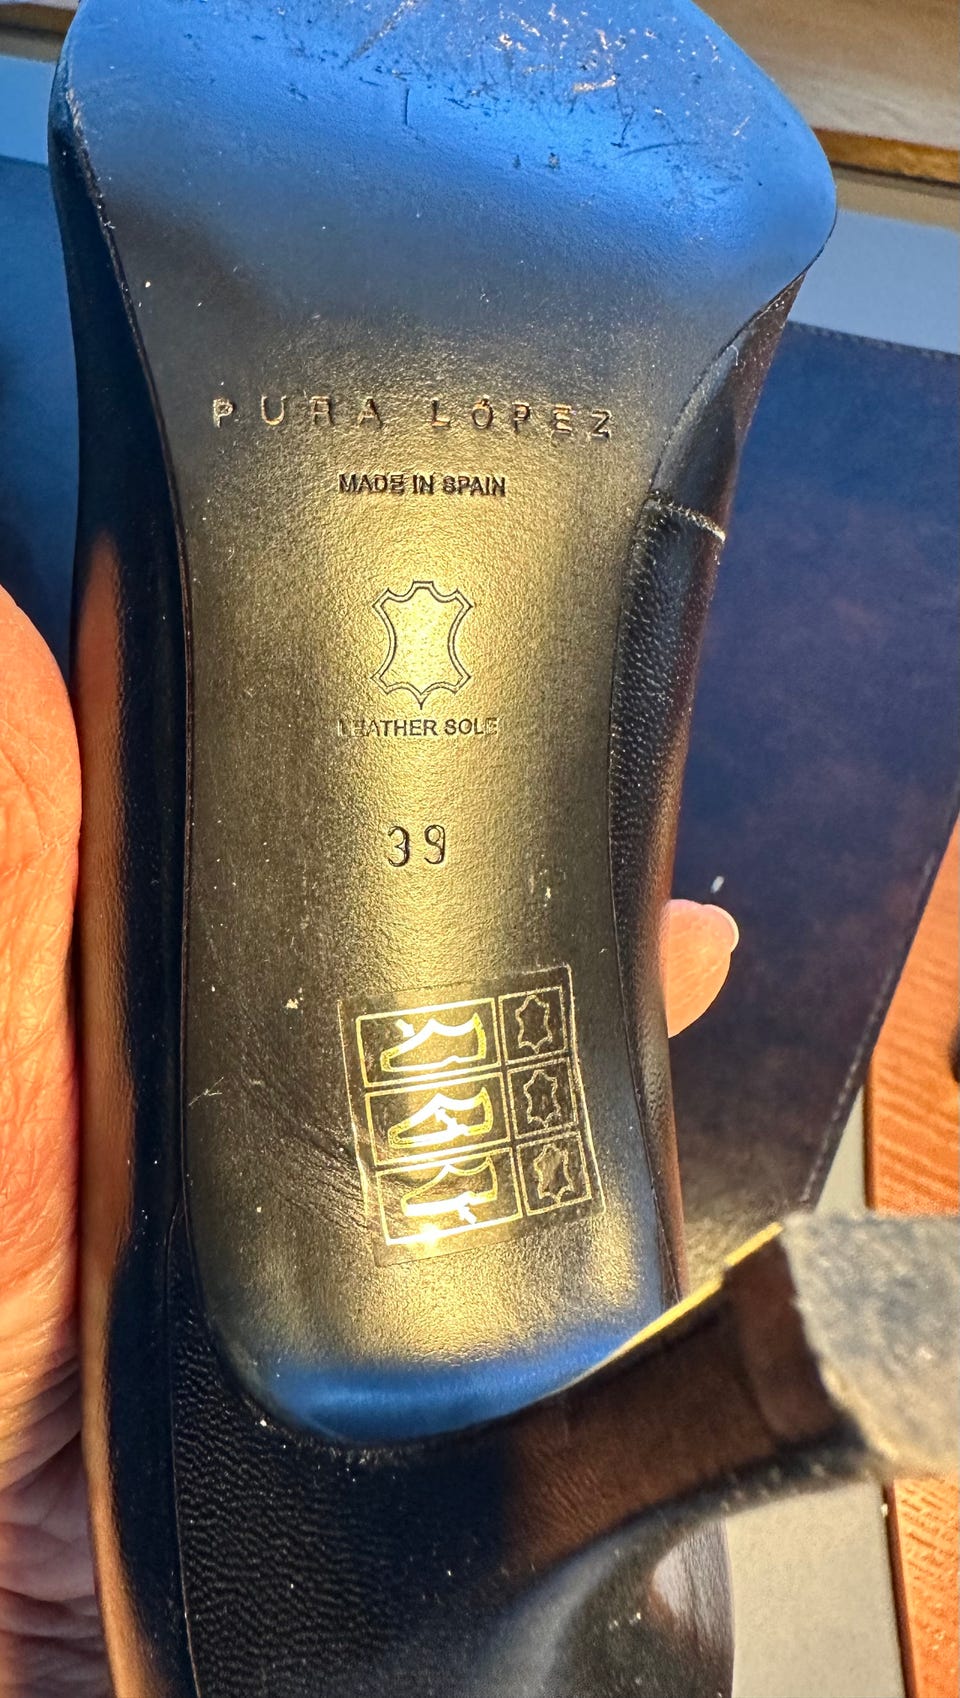 PURA LÓPEZ
MADE IN SPAIN
LEATHER SOLE
39